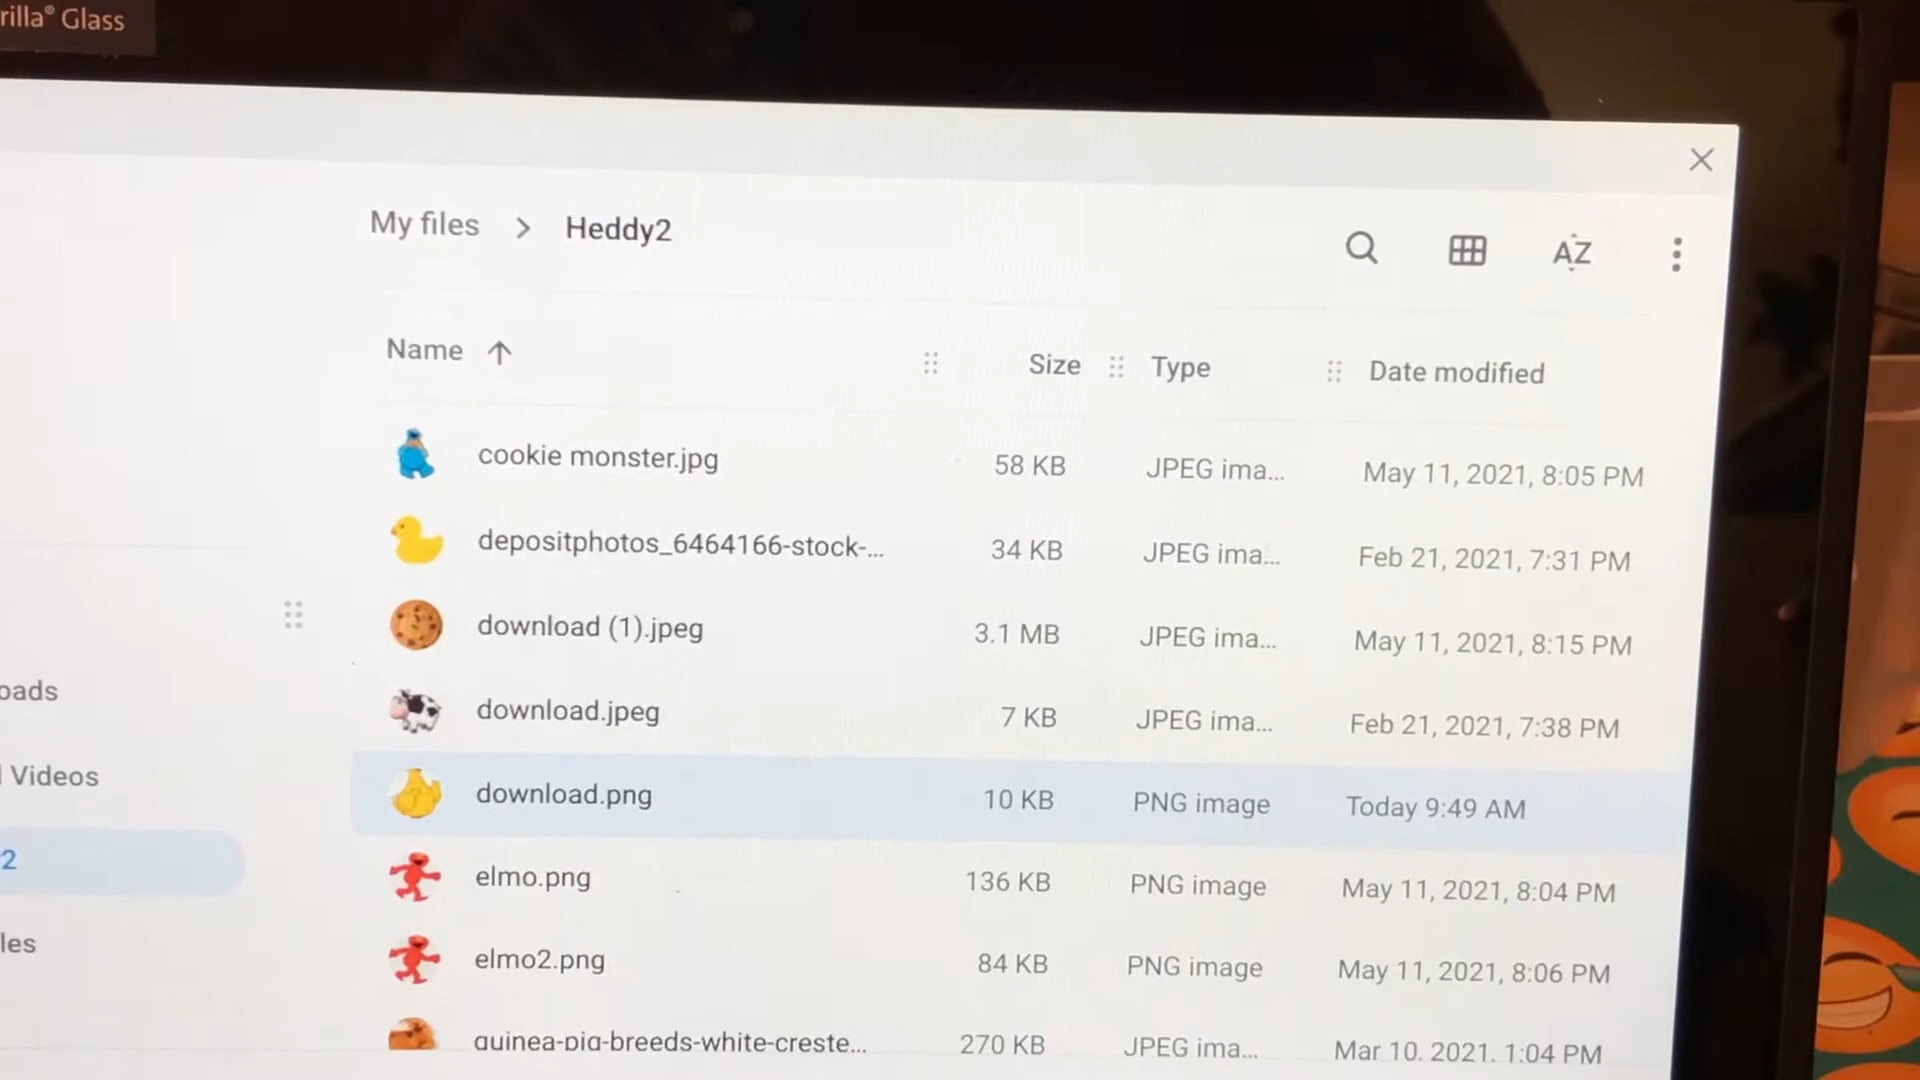 rilla® Glass
My files > Heddy2
AZ
Name Size Type Date modified
cookie monster.jpg 58 KB JPEG ima... May 11, 2021, 8:05 PM
depositphotos_6464166-stock-... 34 KB JPEG ima... Feb 21, 2021, 7:31 PM
download (1).jpeg 3.1 MB JPEG ima... May 11, 2021, 8:15 PM
oads
download.jpeg 7 KB JPEG ima... Feb 21, 2021, 7:38 PM
Videos
download.png 10 KB PNG image Today 9:49 AM
2
elmo.png 136 KB PNG image May 11, 2021, 8:04 PM
les
elmo2.png 84 KB PNG image May 11, 2021, 8:06 PM
guinea-pig-breeds-white-creste... 270 KB JPEG ima... Mar 10, 2021, 1:04 PM